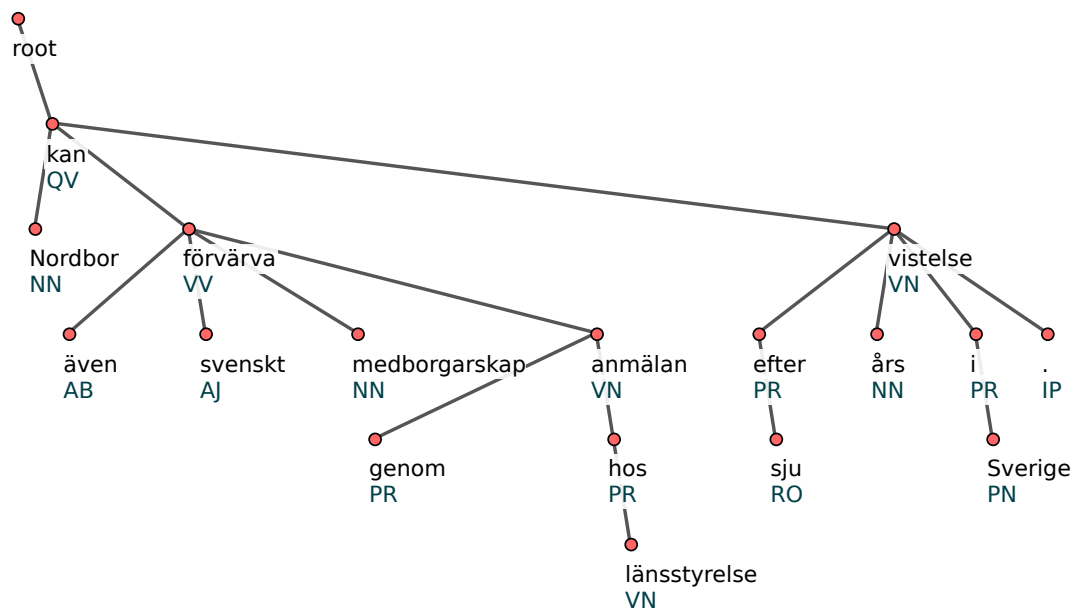 root
kan
QV
Nordbor förvärva vistelse
NN VV VN
även svenskt medborgarskap anmälan efter års i .
AB AJ NN VN PR NN PR IP
genom hos sju Sverige
PR PR RO PN
länsstyrelse
VN